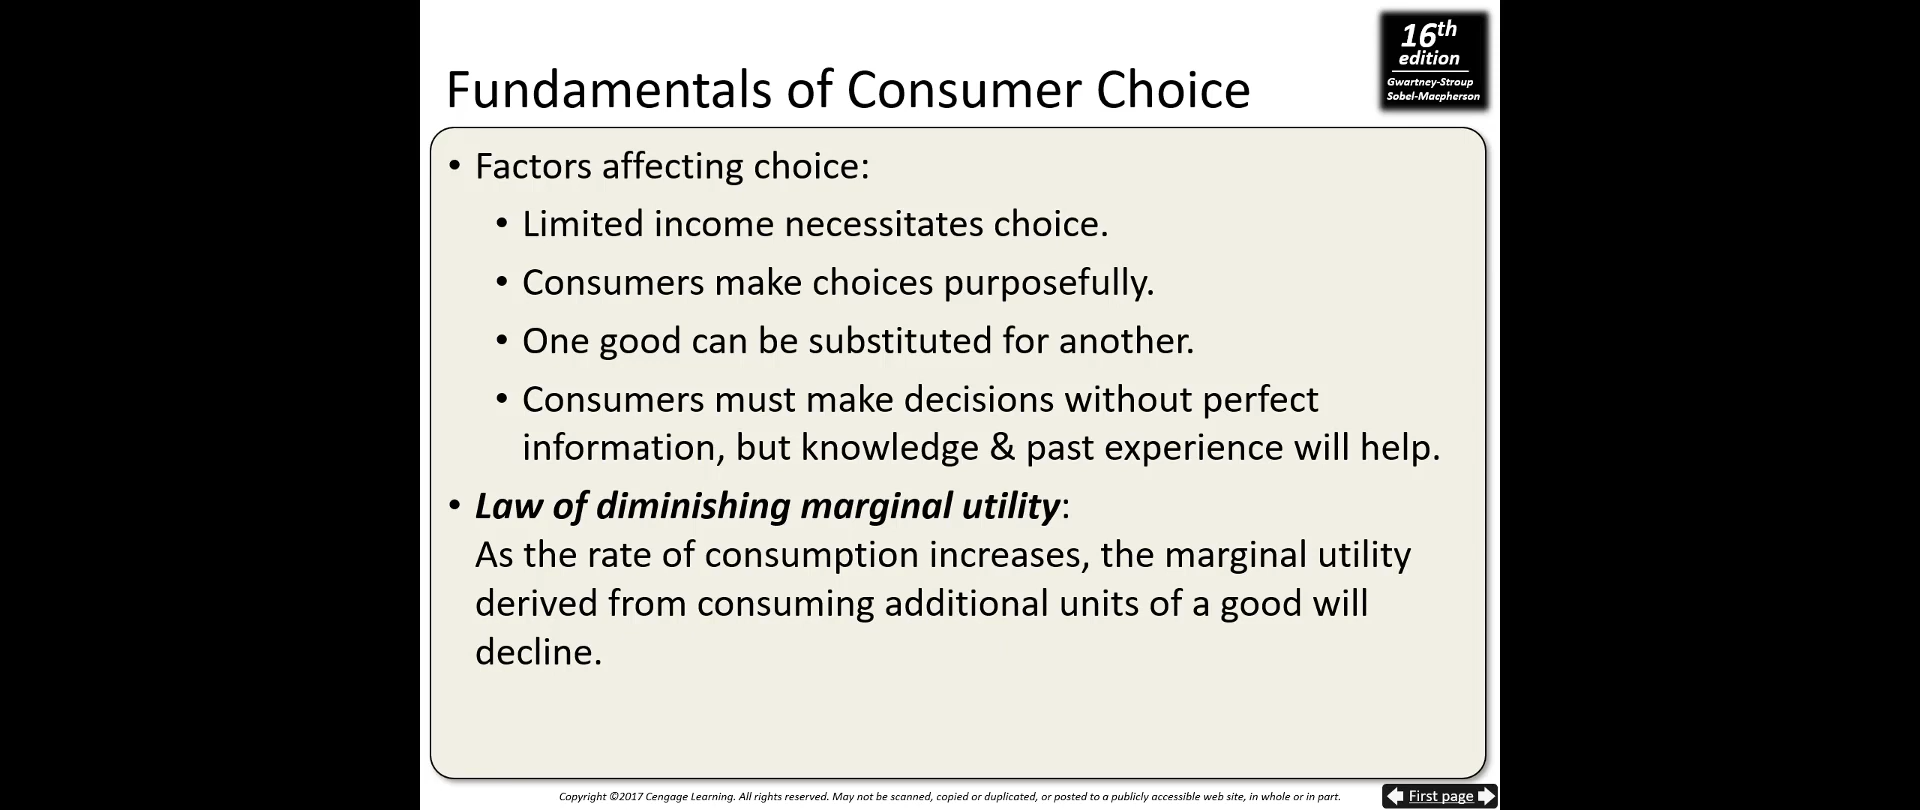 16th
edition
Gwartney-Stroup
Sobel-Macpherson
Fundamentals of Consumer Choice
• Factors affecting choice:
• Limited income necessitates choice.
• Consumers make choices purposefully.
• One good can be substituted for another.
• Consumers must make decisions without perfect
information, but knowledge & past experience will help.
• Law of diminishing marginal utility:
As the rate of consumption increases, the marginal utility
derived from consuming additional units of a good will
decline.
Copyright ©2017 Cengage Learning. All rights reserved. May not be scanned, copied or duplicated, or posted to a publicly accessible web site, in whole or in part.
First page